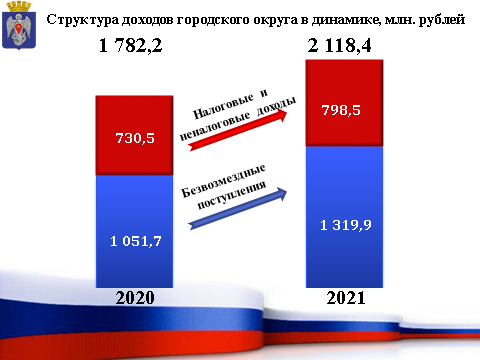 Структура доходов городского округа в динамике, млн. рублей
1 782,2
2 118,4
Налоговые и
неналоговые доходы
730,5
798,5
Безвозмездные
поступления
1 051,7
1 319,9
2020
2021